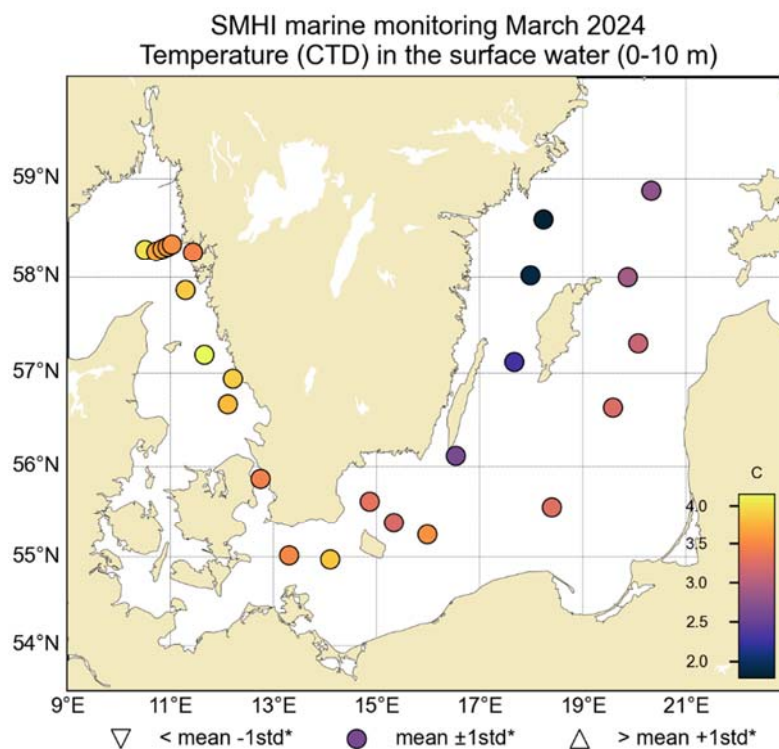 SMHI marine monitoring March 2024
Temperature (CTD) in the surface water (0-10 m)
59°N
58°N
57°N
56°N
55°N
54°N
C
4.0
3.5
3.0
2.5
2.0
9°E 11°E 13°E 15°E 17°E 19°E 21°E
< mean -1std* mean ±1std* > mean +1std*